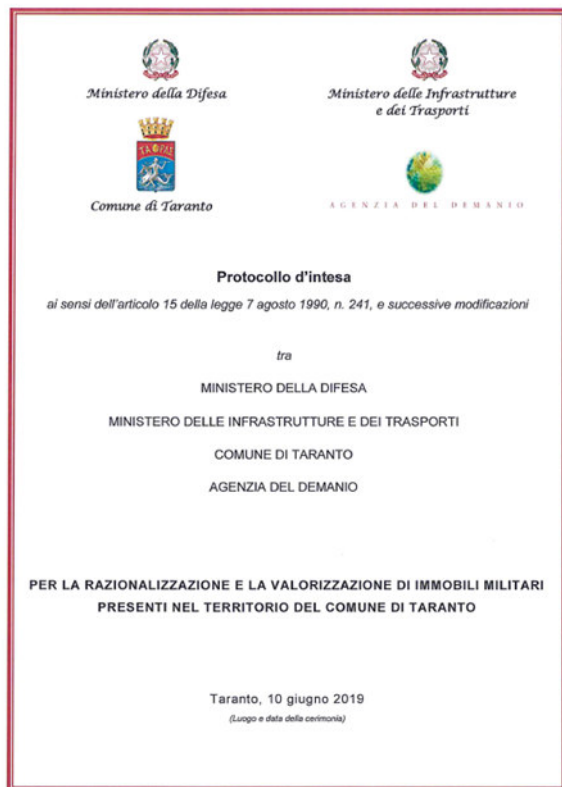 Ministero della Difesa
Ministero delle Infrastrutture
e dei Trasporti
Comune di Taranto
AGENZIA DEL DEMANIO
Protocollo d'intesa
ai sensi dell'articolo 15 della legge 7 agosto 1990, n. 241, e successive modificazioni
tra
MINISTERO DELLA DIFESA
MINISTERO DELLE INFRASTRUTTURE E DEI TRASPORTI
COMUNE DI TARANTO
AGENZIA DEL DEMANIO
PER LA RAZIONALIZZAZIONE E LA VALORIZZAZIONE DI IMMOBILI MILITARI
PRESENTI NEL TERRITORIO DEL COMUNE DI TARANTO
Taranto, 10 giugno 2019
(Luogo e data della cerimonia)